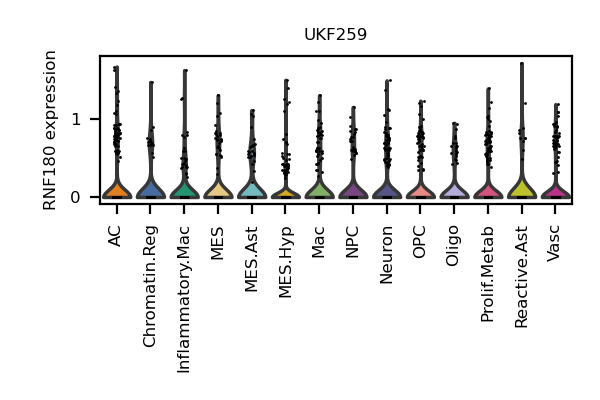 UKF259
RNF180 expression
1
0
AC
Chromatin.Reg
Inflammatory.Mac
MES
MES.Ast
MES.Hyp
Mac
NPC
Neuron
OPC
Oligo
Prolif.Metab
Reactive.Ast
Vasc